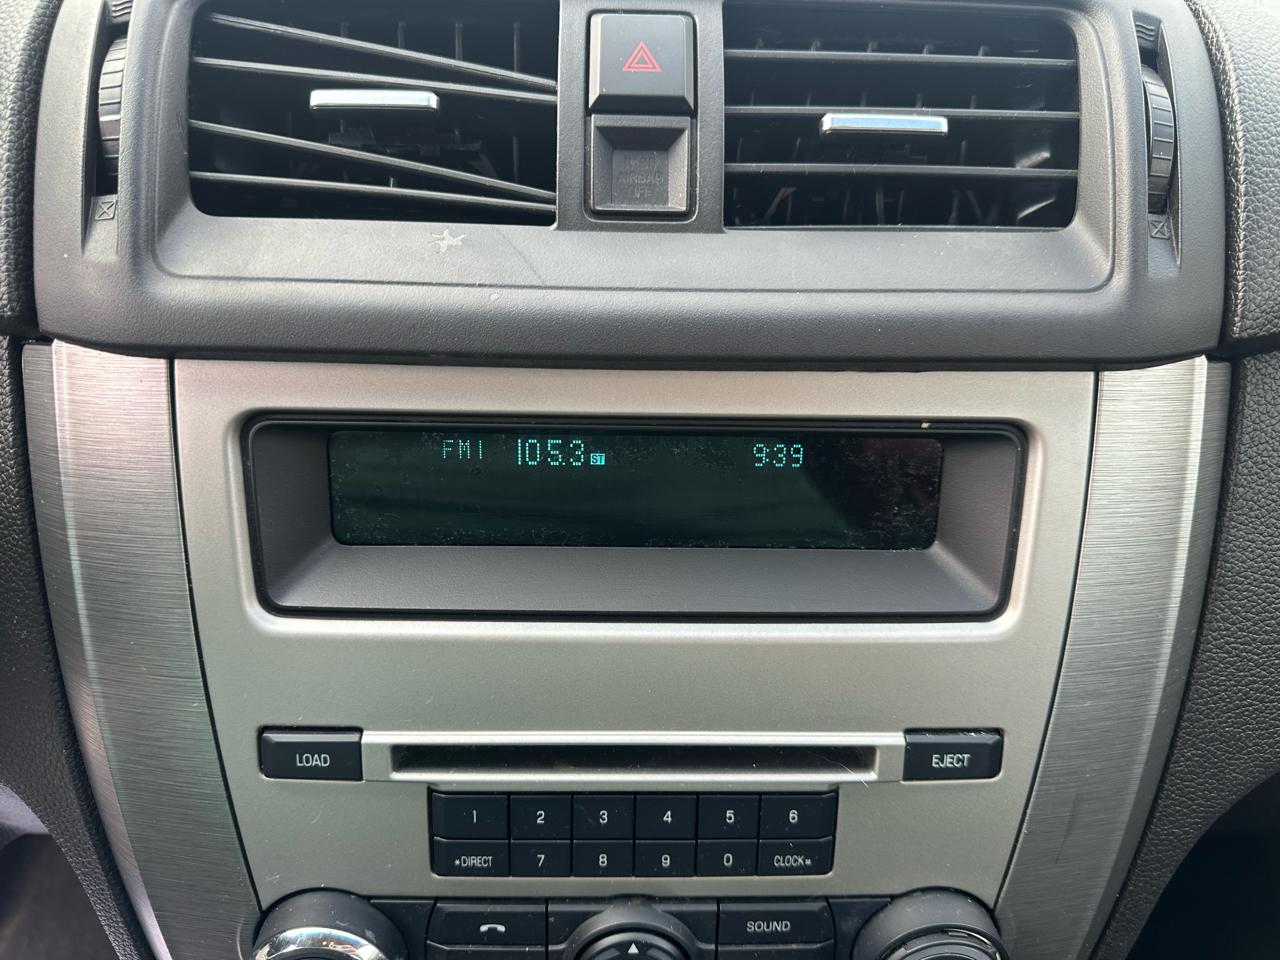 PASS
AIRBAG
OFF
FM1 105.3 ST 9:39
LOAD
EJECT
1 2 3 4 5 6
*DIRECT 7 8 9 0 CLOCK#
SOUND